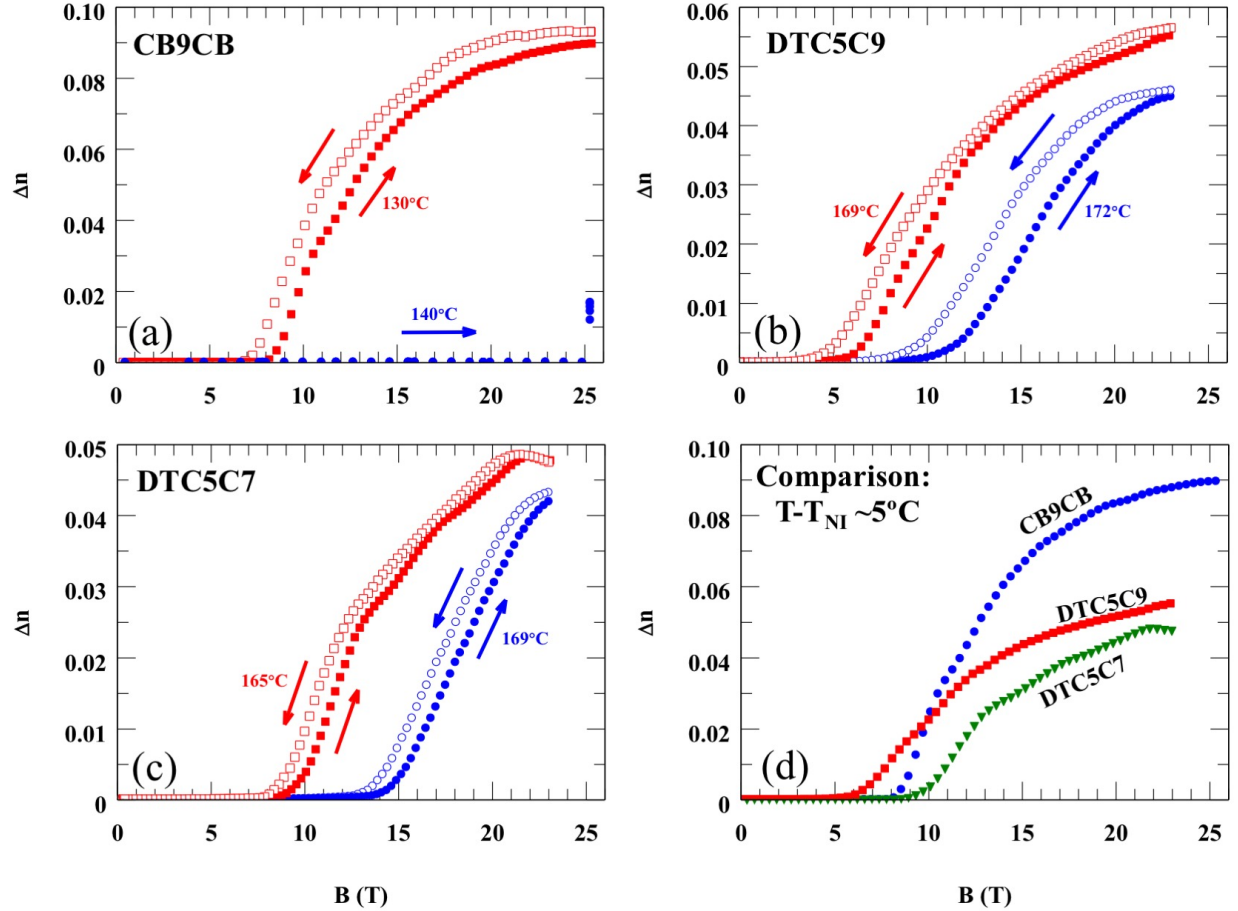 CB9CB
0.10
0.08
0.06
0.04
0.02
0
Δn
130°C
140°C
(a)
0 5 10 15 20 25
DTC5C9
0.06
0.05
0.04
0.03
0.02
0.01
0
Δn
169°C
172°C
(b)
0 5 10 15 20 25
DTC5C7
0.05
0.04
0.03
0.02
0.01
0
Δn
165°C
169°C
(c)
0 5 10 15 20 25
B (T)
Comparison:
T-T_NI ~5ºC
0.10
0.08
0.06
0.04
0.02
0
Δn
CB9CB
DTC5C9
DTC5C7
(d)
0 5 10 15 20 25
B (T)